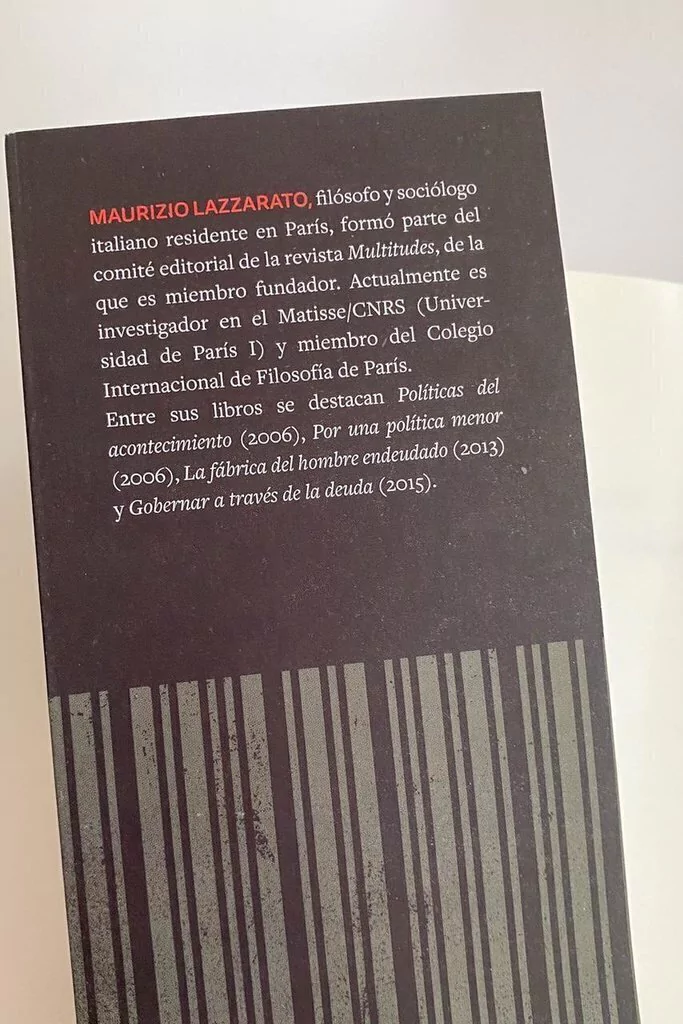 MAURIZIO LAZZARATO, filósofo y sociólogo
italiano residente en París, formó parte del
comité editorial de la revista Multitudes, de la
que es miembro fundador. Actualmente es
investigador en el Matisse/CNRS (Univer-
sidad de París I) y miembro del Colegio
Internacional de Filosofía de París.
Entre sus libros se destacan Políticas del
acontecimiento (2006), Por una política menor
(2006), La fábrica del hombre endeudado (2013)
y Gobernar a través de la deuda (2015).